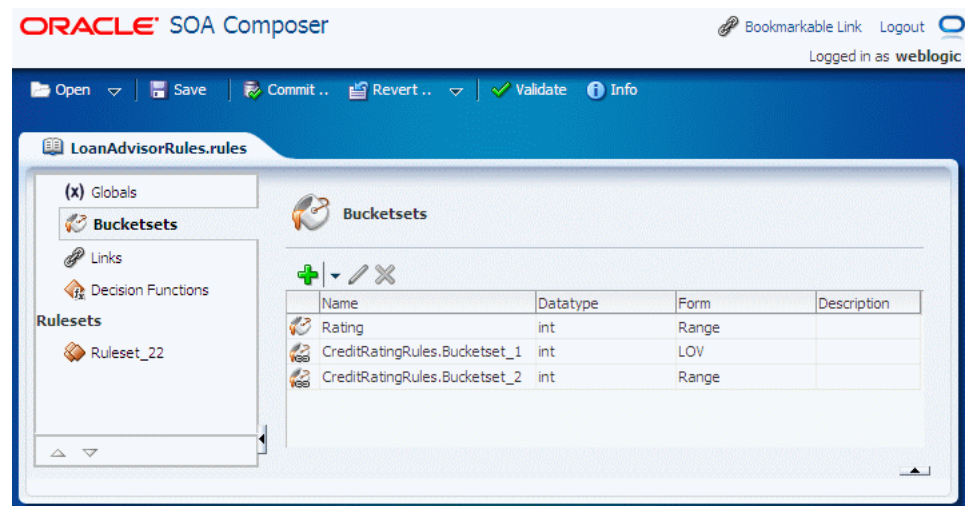 ORACLE SOA Composer
Bookmarkable Link Logout
Logged in as weblogic
Open Save Commit .. Revert .. Validate Info
LoanAdvisorRules.rules
(x) Globals
Bucketsets
Links
Decision Functions
Rulesets
Ruleset_22
Bucketsets
Name Datatype Form Description
Rating int Range
CreditRatingRules.Bucketset_1 int LOV
CreditRatingRules.Bucketset_2 int Range